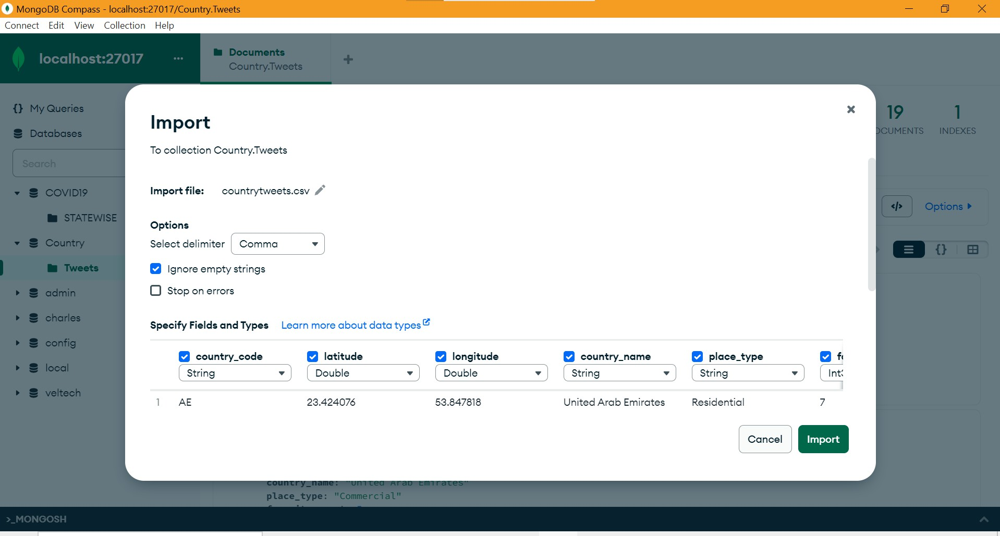 MongoDB Compass - localhost:27017/Country.Tweets
Connect Edit View Collection Help
localhost:27017 ...
Documents
Country.Tweets
My Queries
Databases
Search
COVID19
STATEWISE
Country
Tweets
admin
charles
config
local
veltech
19 1
OCUMENTS INDEXES
</> Options
Import
To collection Country.Tweets
Import file: countrytweets.csv
Options
Select delimiter Comma
Ignore empty strings
Stop on errors
Specify Fields and Types Learn more about data types
country_code latitude longitude country_name place_type
String Double Double String String
1 AE 23.424076 53.847818 United Arab Emirates Residential 7
Cancel Import
country_name: "United Arab Emirates"
place_type: "Commercial"
>_MONGOSH